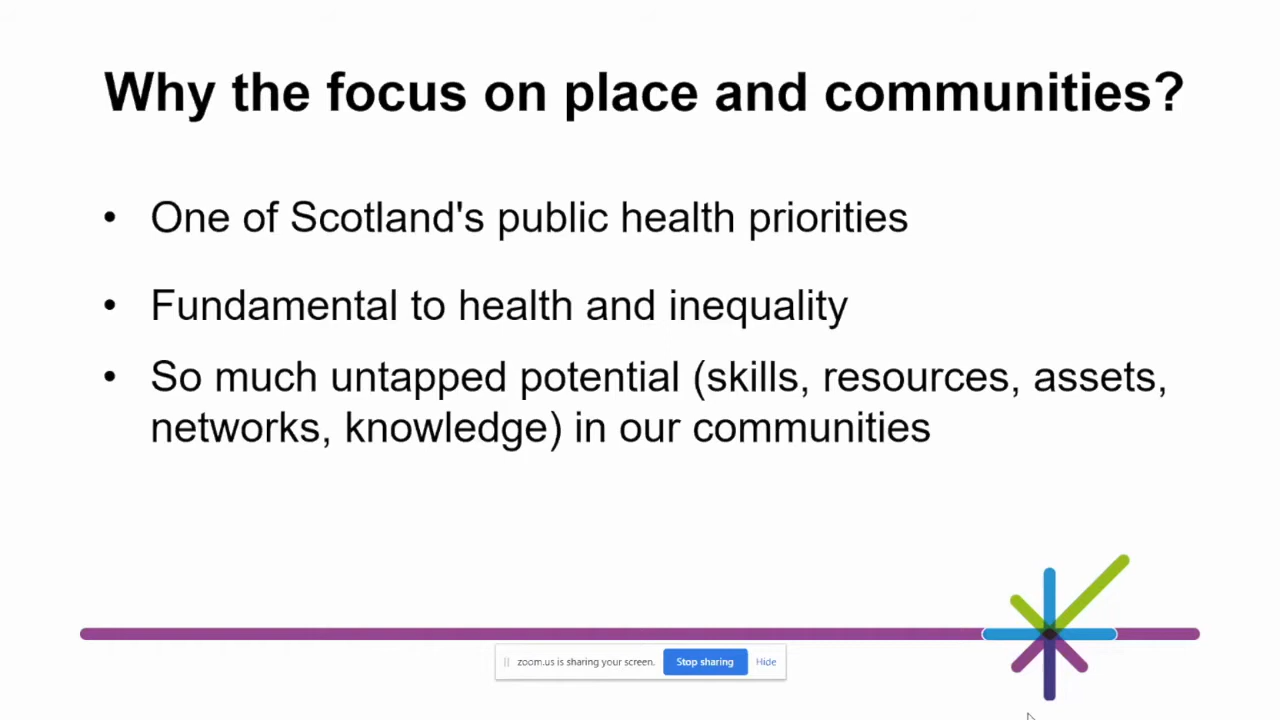 Why the focus on place and communities?
• One of Scotland's public health priorities
• Fundamental to health and inequality
• So much untapped potential (skills, resources, assets,
networks, knowledge) in our communities
zoom.us is sharing your screen. Stop sharing Hide